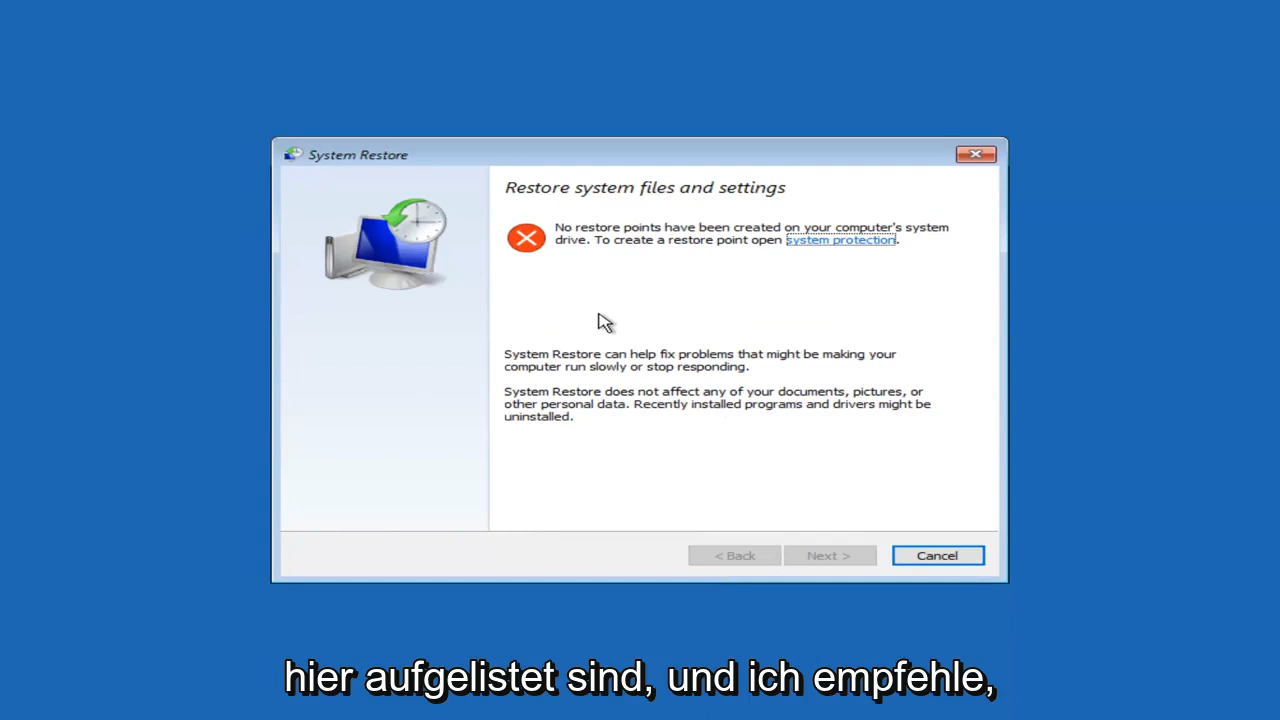 System Restore
Restore system files and settings
No restore points have been created on your computer's system
drive. To create a restore point open system protection.
System Restore can help fix problems that might be making your
computer run slowly or stop responding.
System Restore does not affect any of your documents, pictures, or
other personal data. Recently installed programs and drivers might be
uninstalled.
< Back Next > Cancel
hier aufgelistet sind, und ich empfehle,